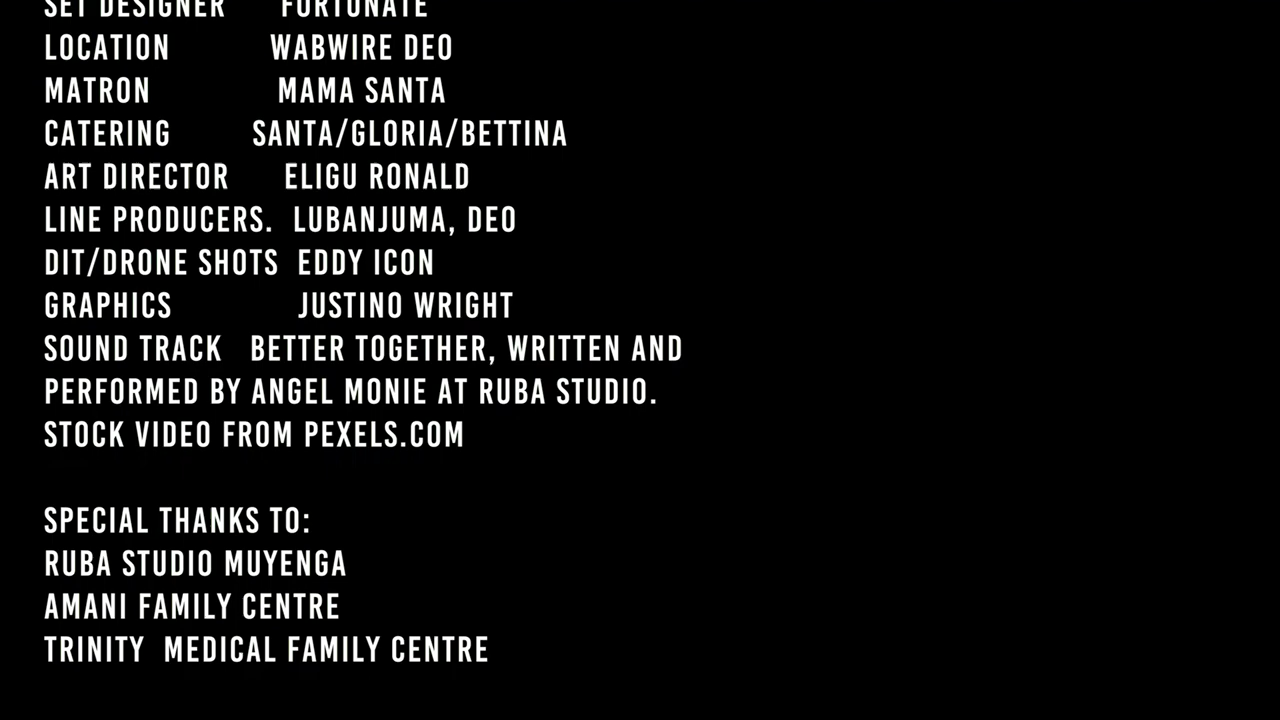 SET DESIGNER FORTUNATE
LOCATION WABWIRE DEO
MATRON MAMA SANTA
CATERING SANTA/GLORIA/BETTINA
ART DIRECTOR ELIGU RONALD
LINE PRODUCERS. LUBANJUMA, DEO
DIT/DRONE SHOTS EDDY ICON
GRAPHICS JUSTINO WRIGHT
SOUND TRACK BETTER TOGETHER, WRITTEN AND
PERFORMED BY ANGEL MONIE AT RUBA STUDIO.
STOCK VIDEO FROM PEXELS.COM
SPECIAL THANKS TO:
RUBA STUDIO MUYENGA
AMANI FAMILY CENTRE
TRINITY MEDICAL FAMILY CENTRE